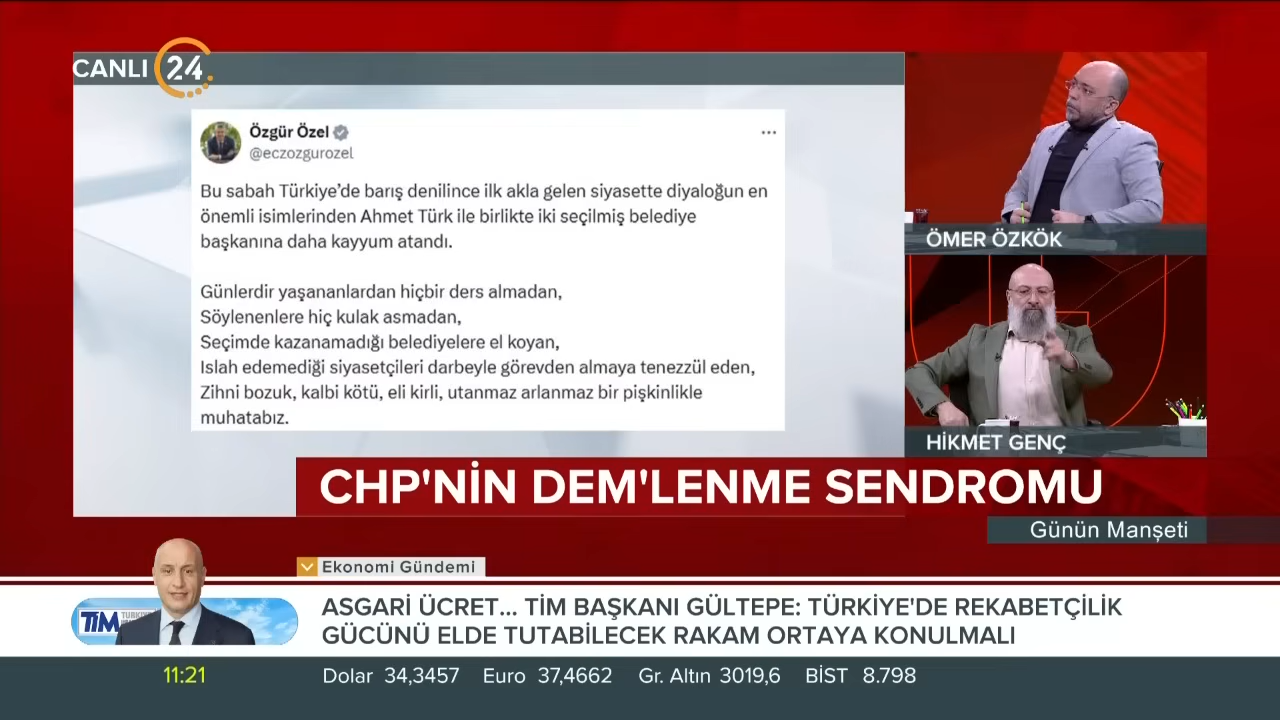 CANLI 24
Özgür Özel
@eczozgurozel
Bu sabah Türkiye'de barış denilince ilk akla gelen siyasette diyaloğun en
önemli isimlerinden Ahmet Türk ile birlikte iki seçilmiş belediye
başkanına daha kayyum atandı.
Günlerdir yaşananlardan hiçbir ders almadan,
Söylenenlere hiç kulak asmadan,
Seçimde kazanamadığı belediyelere el koyan,
Islah edemediği siyasetçileri darbeyle görevden almaya tenezzül eden,
Zihni bozuk, kalbi kötü, eli kirli, utanmaz arlanmaz bir pişkinlikle
muhatabız.
ÖMER ÖZKÖK
HİKMET GENÇ
CHP'NİN DEM'LENME SENDROMU
Günün Manşeti
Ekonomi Gündemi
TİM
ASGARİ ÜCRET... TİM BAŞKANI GÜLTEPE: TÜRKİYE'DE REKABETÇİLİK
GÜCÜNÜ ELDE TUTABİLECEK RAKAM ORTAYA KONULMALI
11:21 Dolar 34,3457 Euro 37,4662 Gr. Altın 3019,6 BİST 8.798